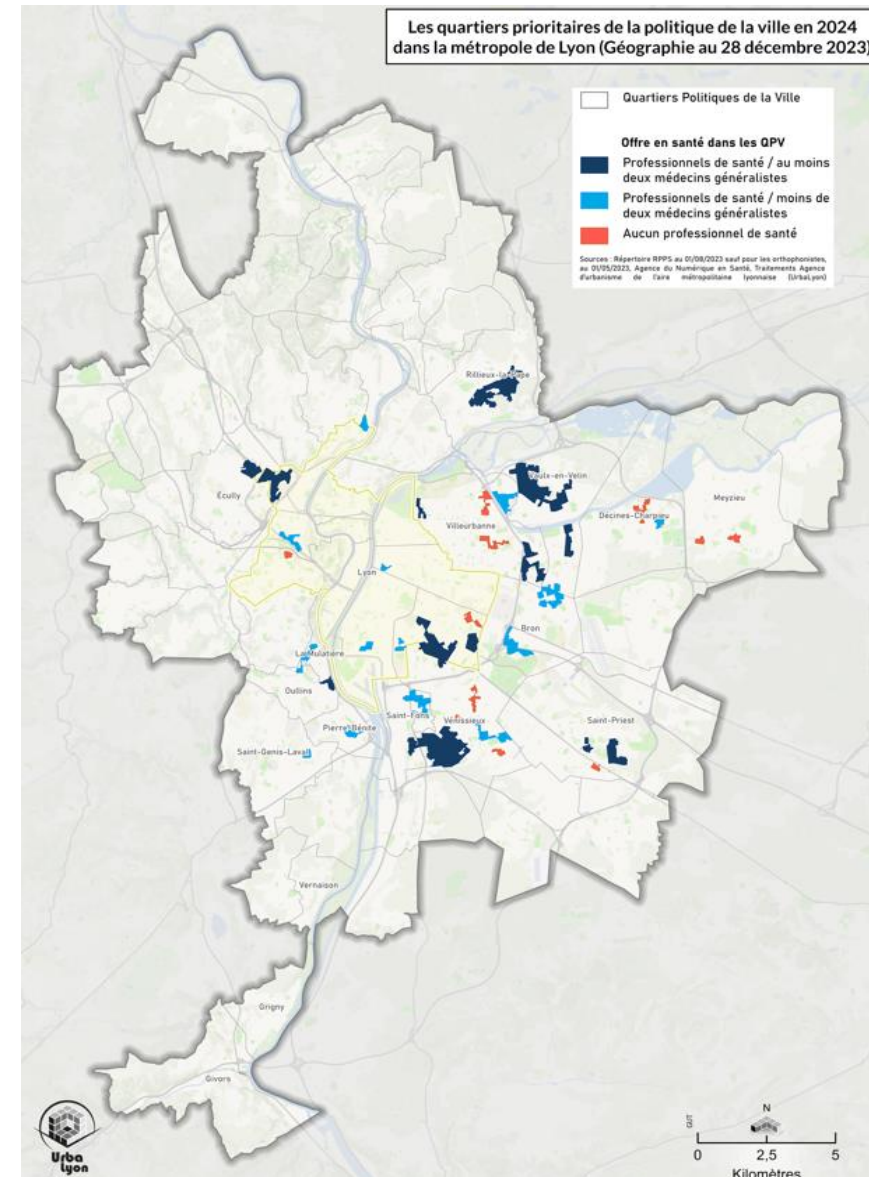 Les quartiers prioritaires de la politique de la ville en 2024
dans la métropole de Lyon (Géographie au 28 décembre 2023)
Quartiers Politiques de la Ville
Offre en santé dans les QPV
Professionnels de santé / au moins
deux médecins généralistes
Professionnels de santé / moins de
deux médecins généralistes
Aucun professionnel de santé
Sources : Répertoire RPPS au 01/08/2023 sauf pour les orthophonistes,
au 01/05/2023, Agence du Numérique en Santé, Traitements Agence
d'urbanisme de l'aire métropolitaine lyonnaise (UrbaLyon)
Rillieux-la-Pape
Vaulx-en-Velin
Écully
Meyzieu
Décines-Charpieu
Villeurbanne
Lyon
Bron
La Mulatière
Oullins
Saint-Fons
Vénissieux
Saint-Priest
Pierre-Bénite
Saint-Genis-Laval
Vernaison
Grigny
Givors
Urba
Lyon
N
0
2,5
5
Kilomètres